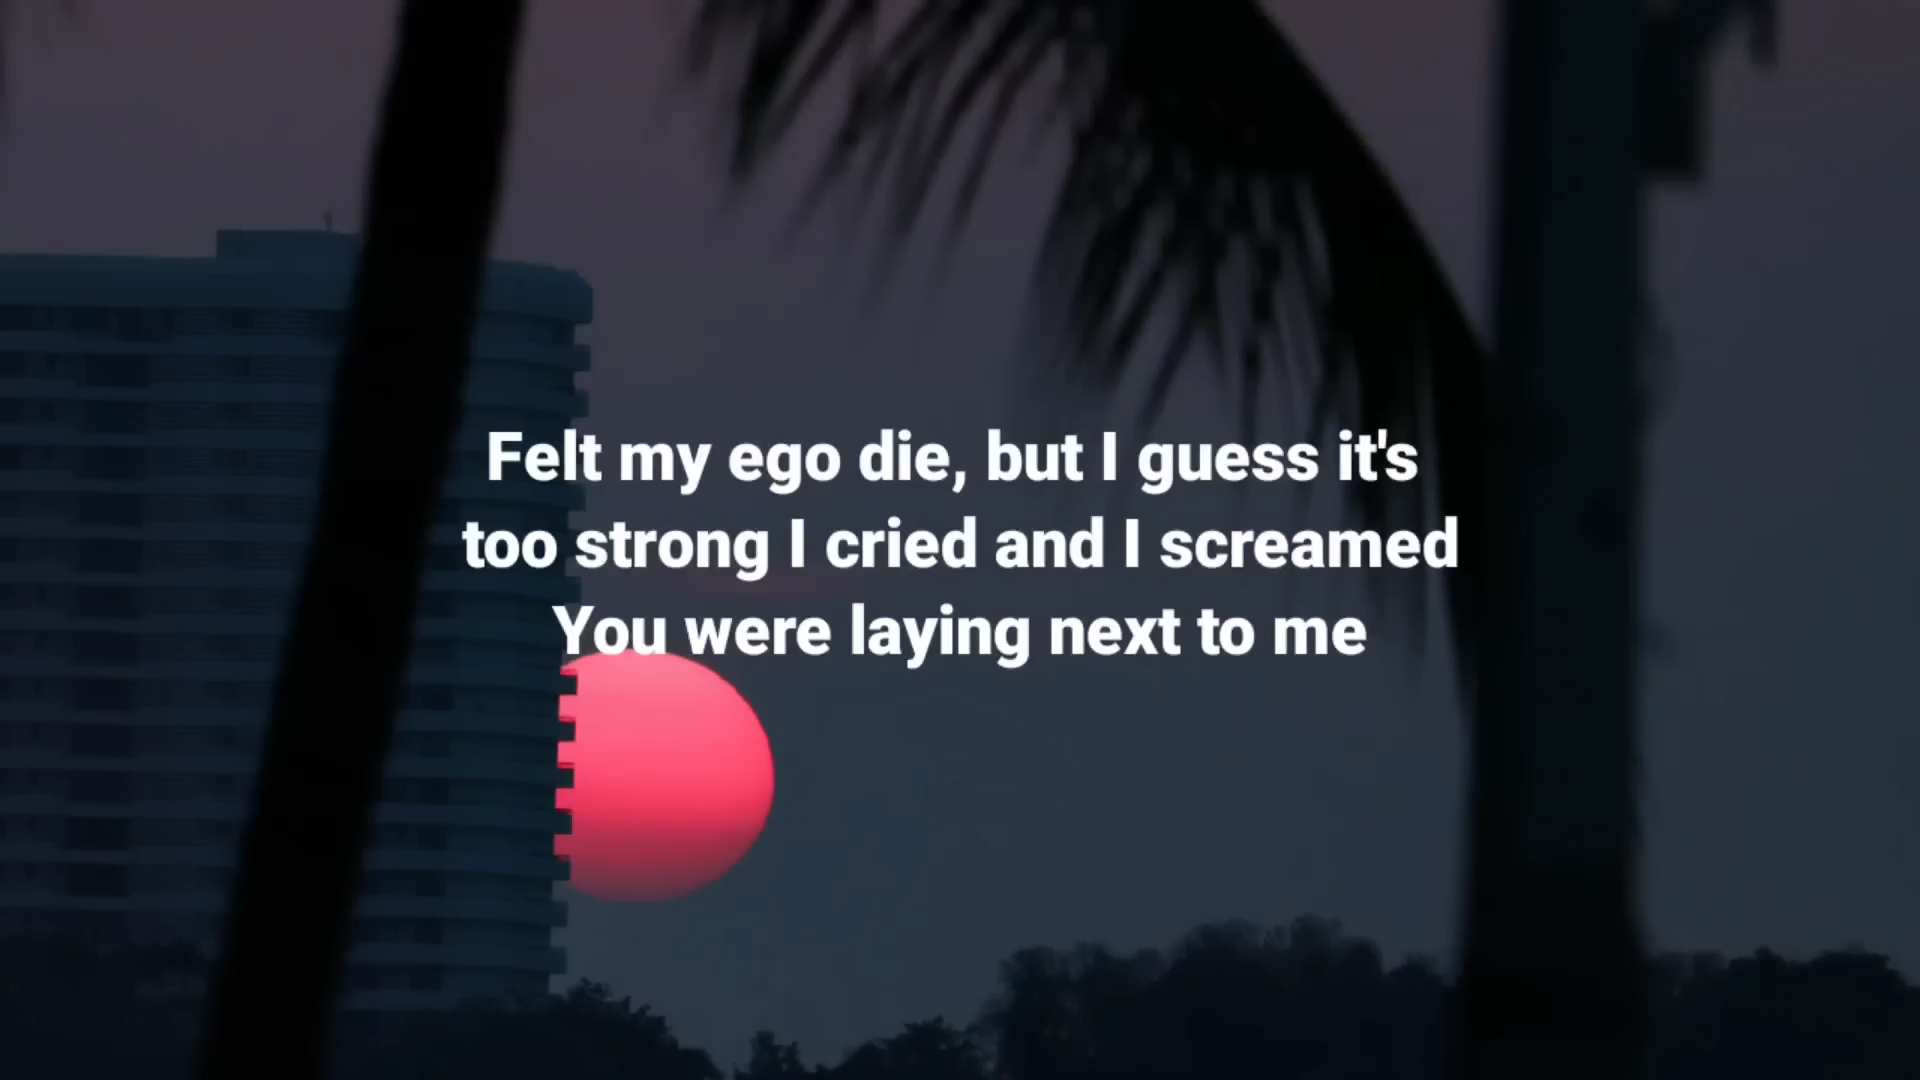 Felt my ego die, but I guess it's
too strong I cried and I screamed
You were laying next to me